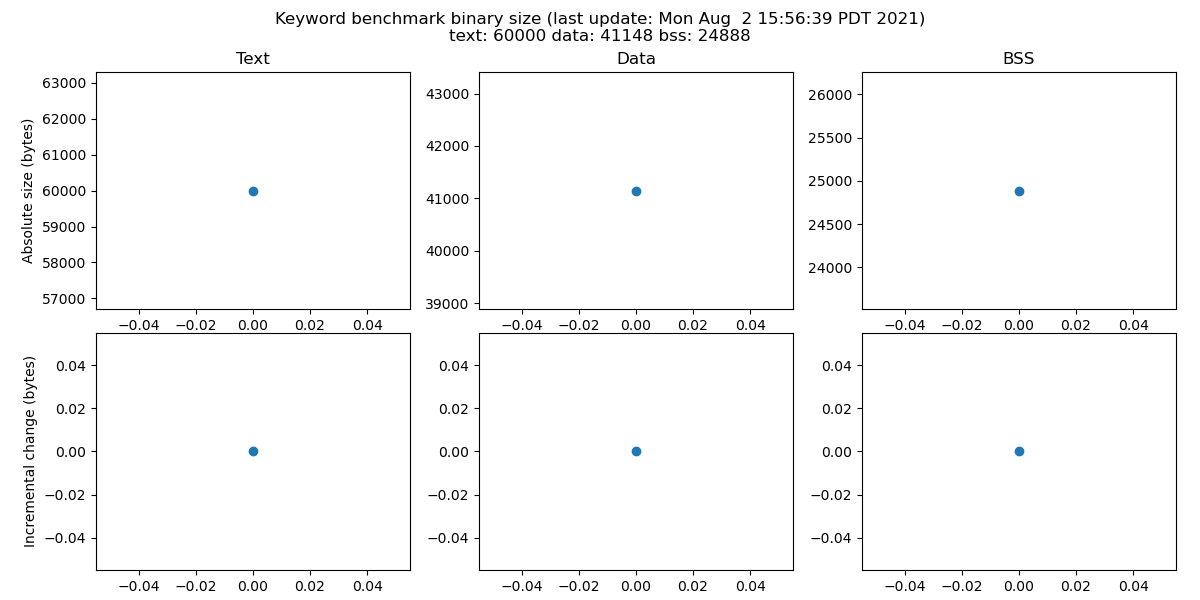 Keyword benchmark binary size (last update: Mon Aug  2 15:56:39 PDT 2021)
text: 60000 data: 41148 bss: 24888
Text
Data
BSS
Absolute size (bytes)
63000
62000
61000
60000
59000
58000
57000
−0.04 −0.02 0.00 0.02 0.04
43000
42000
41000
40000
39000
−0.04 −0.02 0.00 0.02 0.04
26000
25500
25000
24500
24000
−0.04 −0.02 0.00 0.02 0.04
Incremental change (bytes)
0.04
0.02
0.00
−0.02
−0.04
−0.04 −0.02 0.00 0.02 0.04
0.04
0.02
0.00
−0.02
−0.04
−0.04 −0.02 0.00 0.02 0.04
0.04
0.02
0.00
−0.02
−0.04
−0.04 −0.02 0.00 0.02 0.04